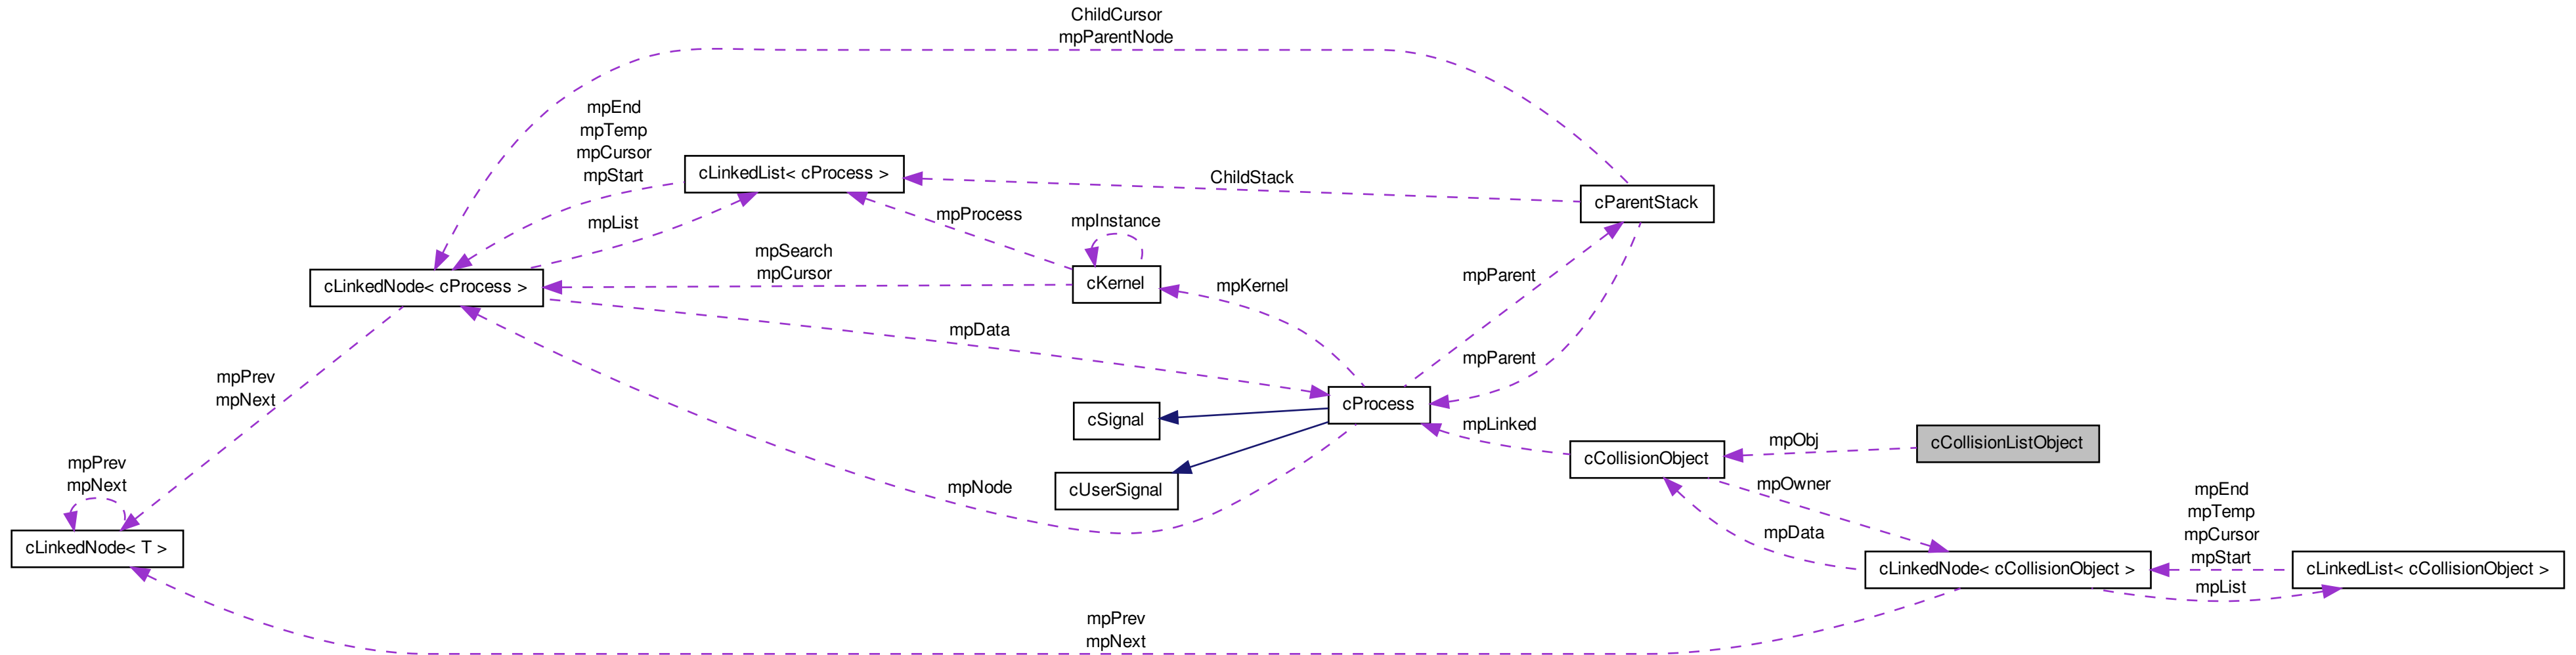 ChildCursor
mpParentNode
mpEnd
mpTemp
mpCursor
mpStart
cLinkedList< cProcess >
ChildStack
cParentStack
mpList
mpProcess
mpInstance
mpSearch
mpCursor
cLinkedNode< cProcess >
cKernel
mpKernel
mpParent
mpData
mpParent
mpPrev
mpNext
cProcess
cSignal
mpLinked
mpObj
cCollisionListObject
cCollisionObject
mpPrev
mpNext
mpNode
cUserSignal
mpOwner
mpEnd
mpTemp
mpCursor
mpStart
mpData
cLinkedNode< T >
cLinkedNode< cCollisionObject >
cLinkedList< cCollisionObject >
mpList
mpPrev
mpNext